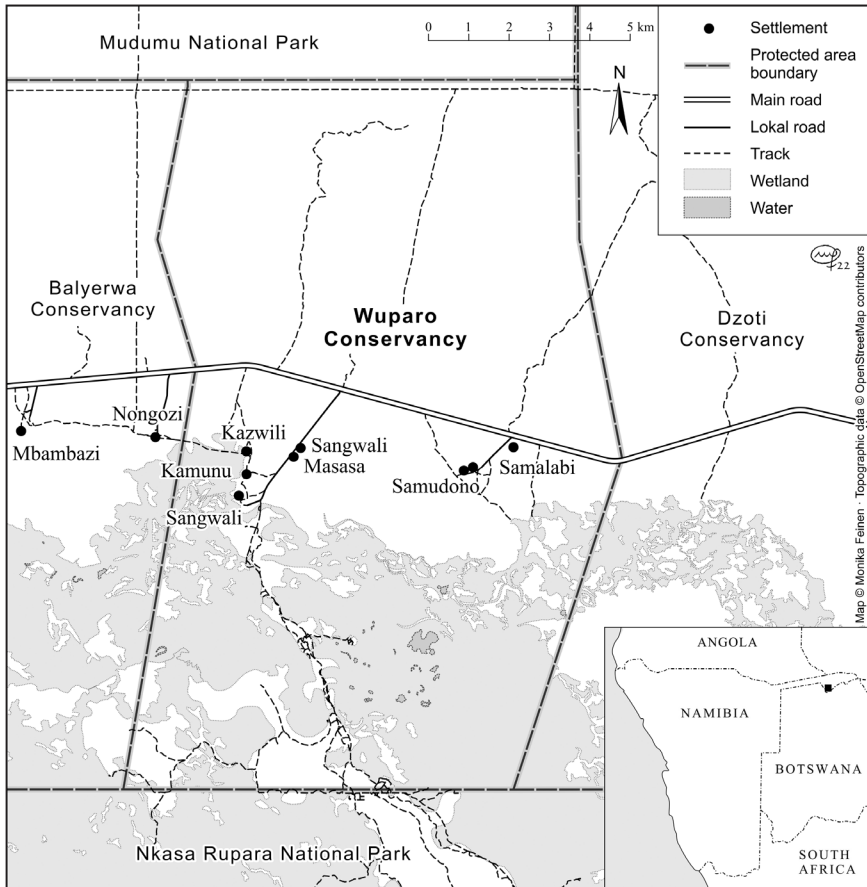 Mudumu National Park
0 1 2 3 4 5 km
N
Settlement
Protected area
boundary
Main road
Lokal road
Track
Wetland
Water
22
Balyerwa
Conservancy
Wuparo
Conservancy
Dzoti
Conservancy
Nongozi
Mbambazi
Kazwili
Sangwali
Masasa
Kamunu
Samalabi
Samudono
Sangwali
Nkasa Rupara National Park
ANGOLA
NAMIBIA
BOTSWANA
SOUTH
AFRICA
Map © Monika Feinen · Topographic data © OpenStreetMap contributors